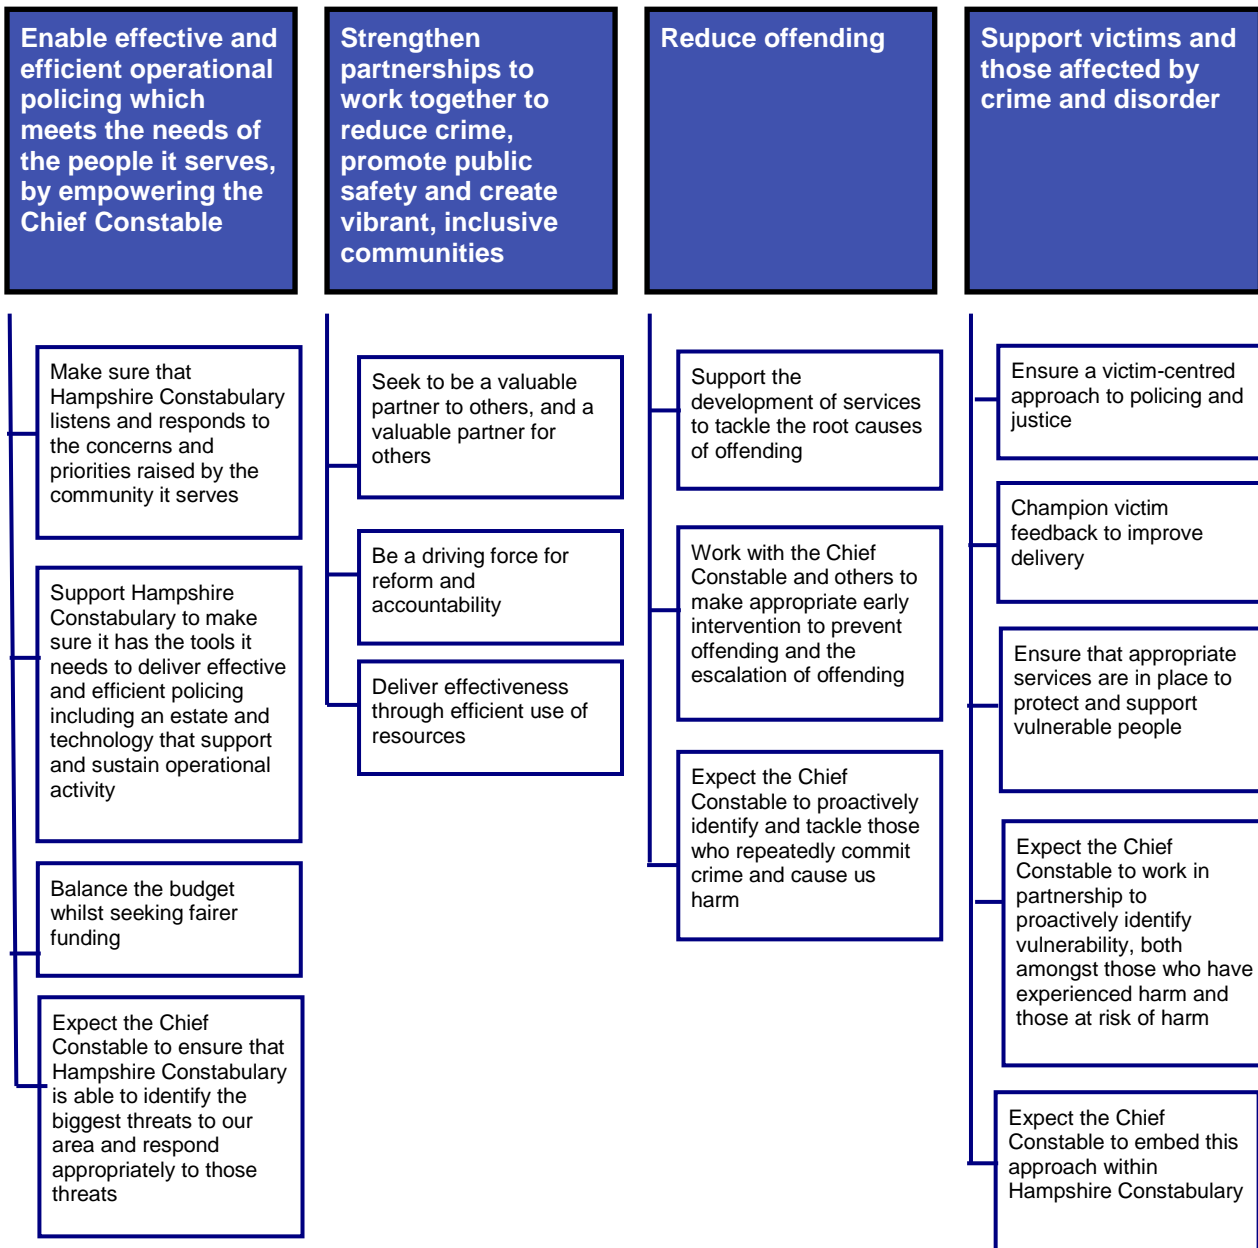 Enable effective and
efficient operational
policing which
meets the needs of
the people it serves,
by empowering the
Chief Constable
Make sure that
Hampshire Constabulary
listens and responds to
the concerns and
priorities raised by the
community it serves
Support Hampshire
Constabulary to make
sure it has the tools it
needs to deliver effective
and efficient policing
including an estate and
technology that support
and sustain operational
activity
Balance the budget
whilst seeking fairer
funding
Expect the Chief
Constable to ensure that
Hampshire Constabulary
is able to identify the
biggest threats to our
area and respond
appropriately to those
threats
Strengthen
partnerships to
work together to
reduce crime,
promote public
safety and create
vibrant, inclusive
communities
Seek to be a valuable
partner to others, and a
valuable partner for
others
Be a driving force for
reform and
accountability
Deliver effectiveness
through efficient use of
resources
Reduce offending
Support the
development of services
to tackle the root causes
of offending
Work with the Chief
Constable and others to
make appropriate early
intervention to prevent
offending and the
escalation of offending
Expect the Chief
Constable to proactively
identify and tackle those
who repeatedly commit
crime and cause us
harm
Support victims and
those affected by
crime and disorder
Ensure a victim-centred
approach to policing and
justice
Champion victim
feedback to improve
delivery
Ensure that appropriate
services are in place to
protect and support
vulnerable people
Expect the Chief
Constable to work in
partnership to
proactively identify
vulnerability, both
amongst those who have
experienced harm and
those at risk of harm
Expect the Chief
Constable to embed this
approach within
Hampshire Constabulary